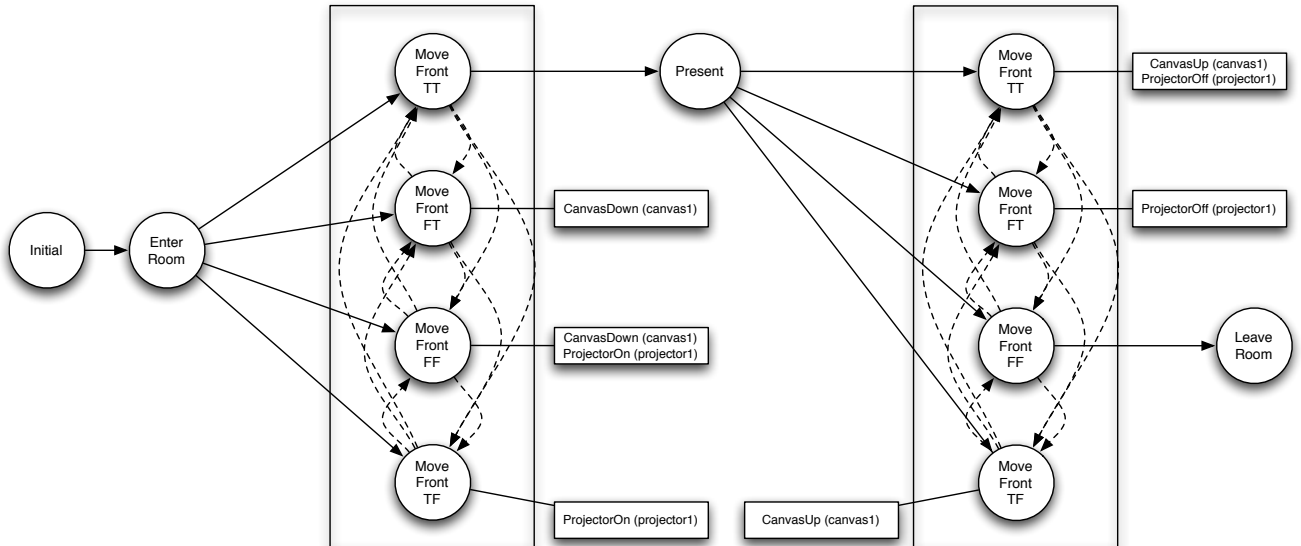 Initial
Enter
Room
Move
Front
TT
Move
Front
FT
CanvasDown (canvas1)
Move
Front
FF
CanvasDown (canvas1)
ProjectorOn (projector1)
Move
Front
TF
ProjectorOn (projector1)
Present
Move
Front
TT
CanvasUp (canvas1)
ProjectorOff (projector1)
Move
Front
FT
ProjectorOff (projector1)
Move
Front
FF
Leave
Room
Move
Front
TF
CanvasUp (canvas1)